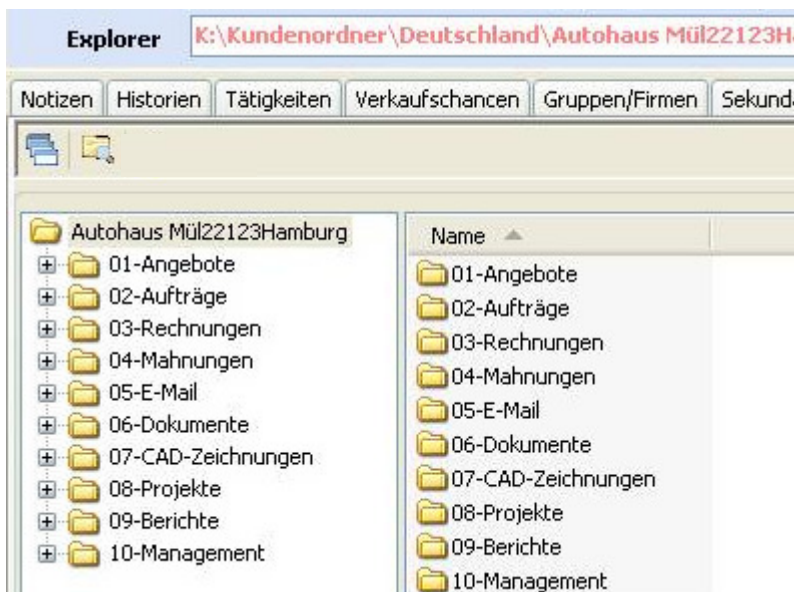 Explorer K:\Kundenordner\Deutschland\Autohaus Mül22123H
Notizen Historien Tätigkeiten Verkaufschancen Gruppen/Firmen Sekund
Autohaus Mül22123Hamburg
01-Angebote
02-Aufträge
03-Rechnungen
04-Mahnungen
05-E-Mail
06-Dokumente
07-CAD-Zeichnungen
08-Projekte
09-Berichte
10-Management
Name
01-Angebote
02-Aufträge
03-Rechnungen
04-Mahnungen
05-E-Mail
06-Dokumente
07-CAD-Zeichnungen
08-Projekte
09-Berichte
10-Management